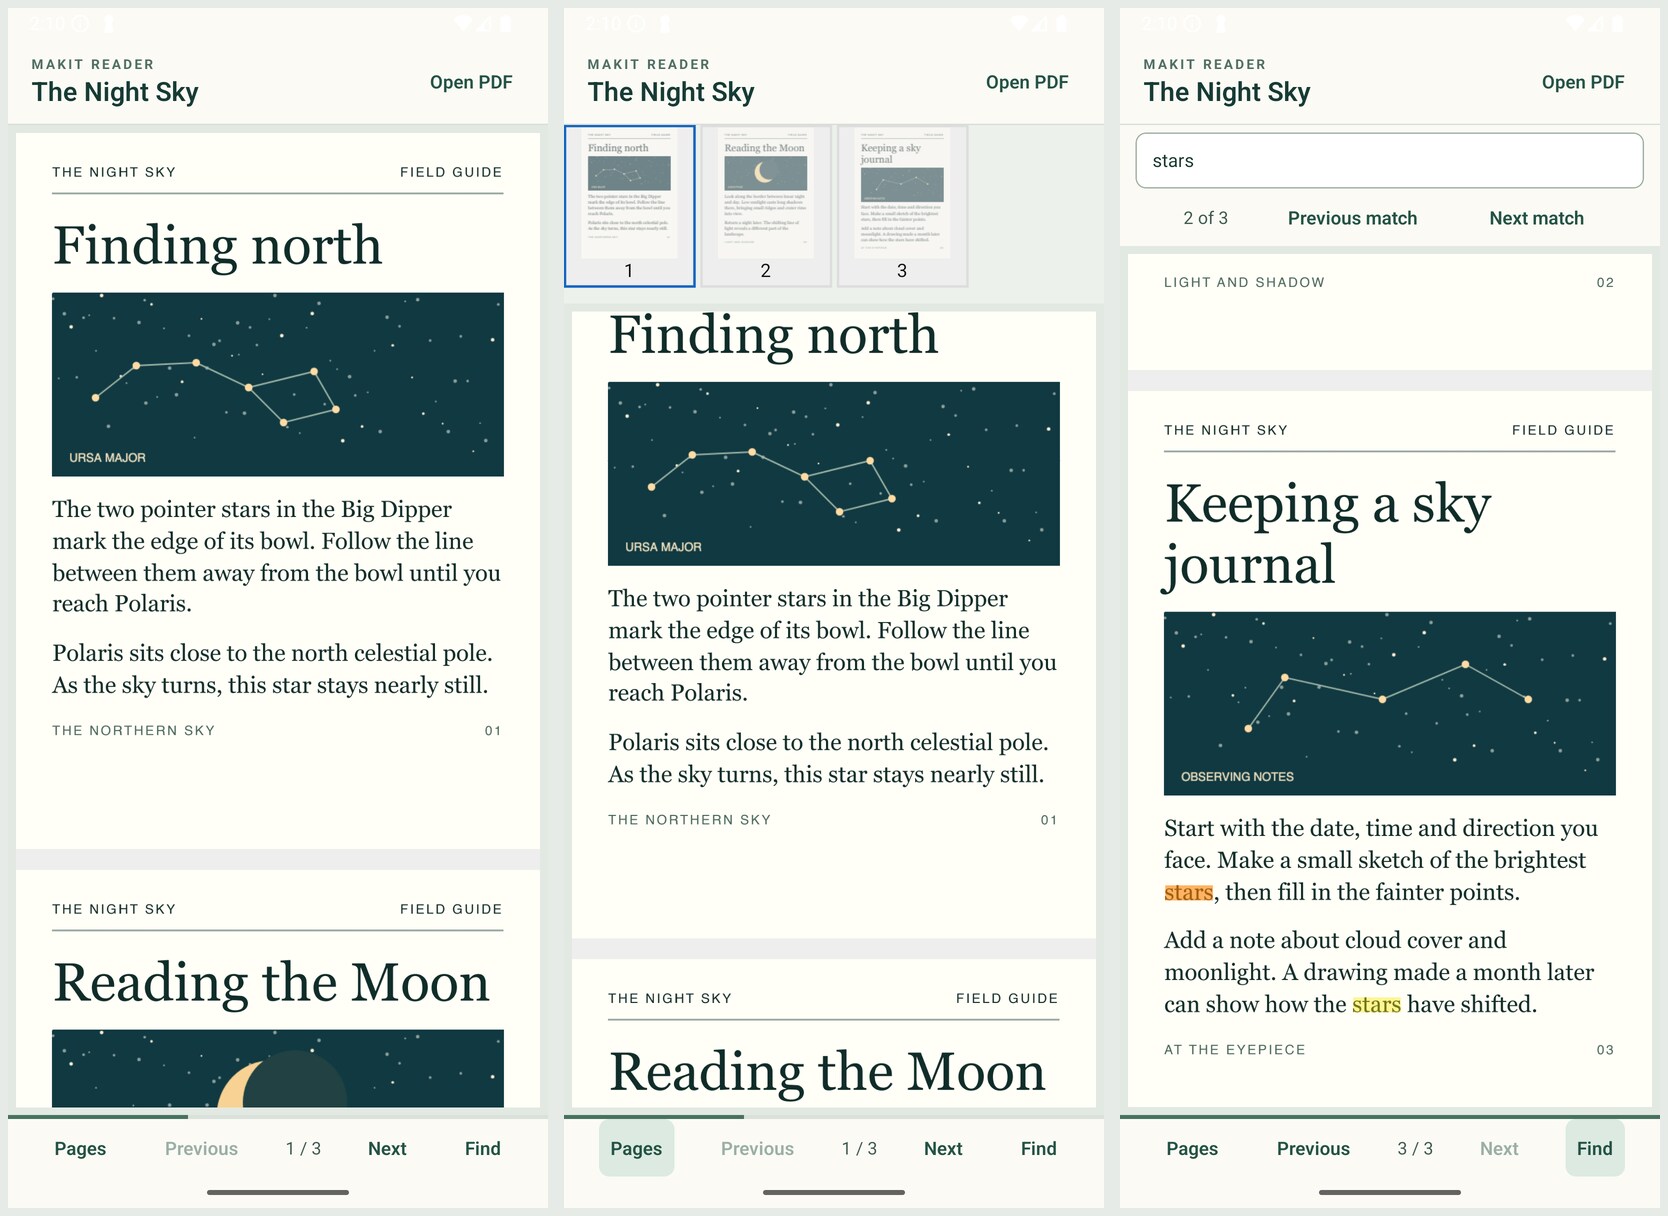 2:10
MAKIT READER
The Night Sky
Open PDF
THE NIGHT SKY
FIELD GUIDE
Finding north
URSA MAJOR
The two pointer stars in the Big Dipper
mark the edge of its bowl. Follow the line
between them away from the bowl until you
reach Polaris.
Polaris sits close to the north celestial pole.
As the sky turns, this star stays nearly still.
THE NORTHERN SKY
01
THE NIGHT SKY
FIELD GUIDE
Reading the Moon
Pages
Previous
1 / 3
Next
Find
2:10
MAKIT READER
The Night Sky
Open PDF
Finding north
1
Reading the Moon
2
Keeping a sky
journal
3
Finding north
URSA MAJOR
The two pointer stars in the Big Dipper
mark the edge of its bowl. Follow the line
between them away from the bowl until you
reach Polaris.
Polaris sits close to the north celestial pole.
As the sky turns, this star stays nearly still.
THE NORTHERN SKY
01
THE NIGHT SKY
FIELD GUIDE
Reading the Moon
Pages
Previous
1 / 3
Next
Find
2:10
MAKIT READER
The Night Sky
Open PDF
stars
2 of 3
Previous match
Next match
LIGHT AND SHADOW
02
THE NIGHT SKY
FIELD GUIDE
Keeping a sky
journal
OBSERVING NOTES
Start with the date, time and direction you
face. Make a small sketch of the brightest
stars, then fill in the fainter points.
Add a note about cloud cover and
moonlight. A drawing made a month later
can show how the stars have shifted.
AT THE EYEPIECE
03
Pages
Previous
3 / 3
Next
Find